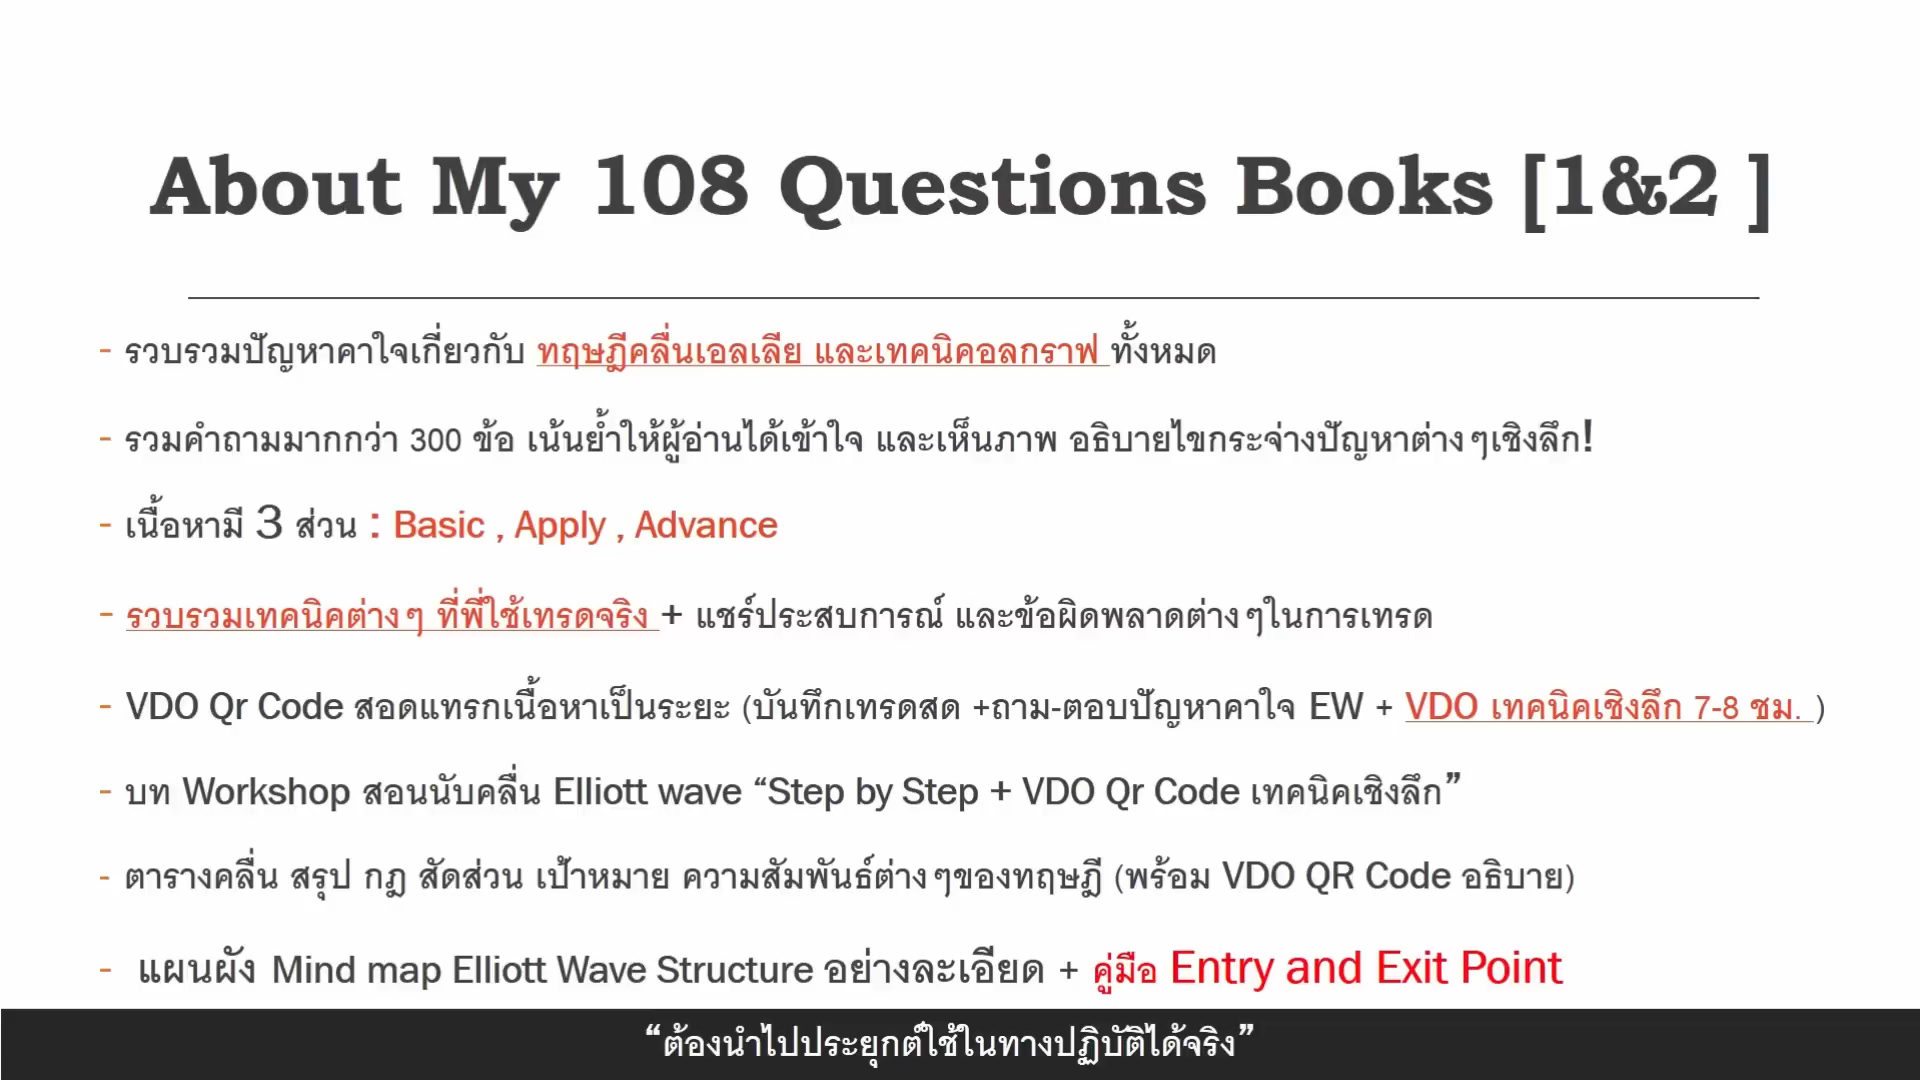 About My 108 Questions Books [1&2 ]
- รวบรวมปัญหาคาใจเกี่ยวกับ ทฤษฎีคลื่นเอลเลีย และเทคนิคอลกราฟ ทั้งหมด
- รวมคำถามมากกว่า 300 ข้อ เน้นย้ำให้ผู้อ่านได้เข้าใจ และเห็นภาพ อธิบายไขกระจ่างปัญหาต่างๆเชิงลึก!
- เนื้อหามี 3 ส่วน : Basic , Apply , Advance
- รวบรวมเทคนิคต่างๆ ที่พี่ใช้เทรดจริง + แชร์ประสบการณ์ และข้อผิดพลาดต่างๆในการเทรด
- VDO Qr Code สอดแทรกเนื้อหาเป็นระยะ (บันทึกเทรดสด +ถาม-ตอบปัญหาคาใจ EW + VDO เทคนิคเชิงลึก 7-8 ชม. )
- บท Workshop สอนนับคลื่น Elliott wave “Step by Step + VDO Qr Code เทคนิคเชิงลึก”
- ตารางคลื่น สรุป กฎ สัดส่วน เป้าหมาย ความสัมพันธ์ต่างๆของทฤษฎี (พร้อม VDO QR Code อธิบาย)
- แผนผัง Mind map Elliott Wave Structure อย่างละเอียด + คู่มือ Entry and Exit Point
“ต้องนำไปประยุกต์ใช้ในทางปฏิบัติได้จริง”